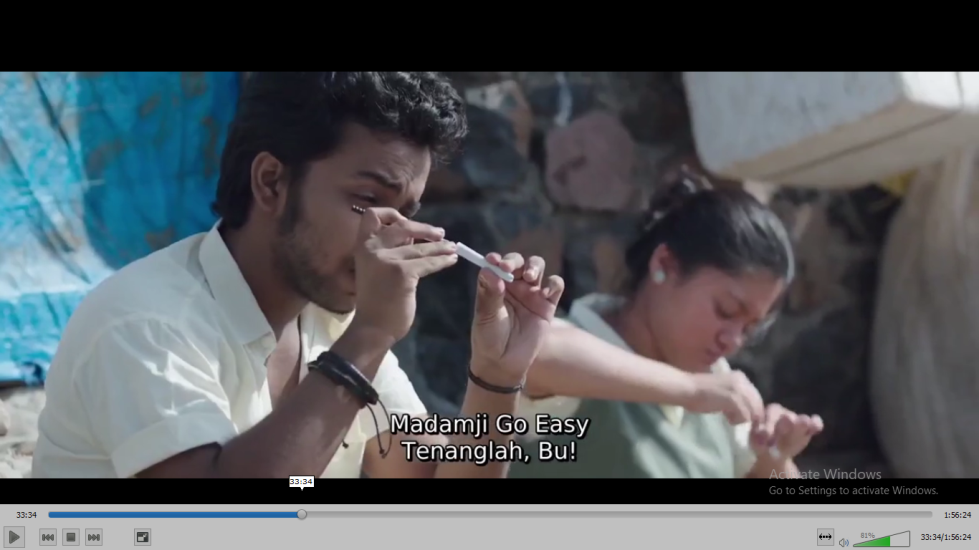 Madamji Go Easy
Tenanglah, Bu!
Activate Windows
Go to Settings to activate Windows.
33:34
33:34
1:56:24
81%
33:34/1:56:24